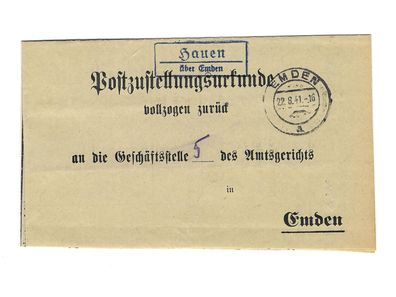 Hauen
über Emden
Postzustellungsurkunde
EMDEN
22.8.41.-16
a
vollzogen zurück
an die Geschäftsstelle 5 des Amtsgerichts
in
Emden